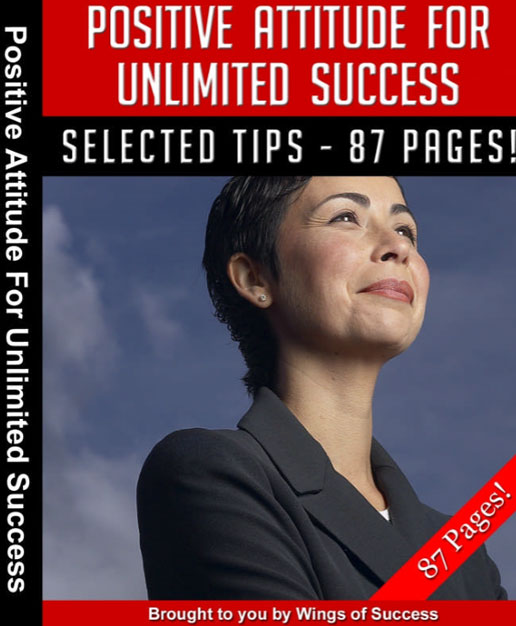 Positive Attitude For Unlimited Success
POSITIVE ATTITUDE FOR
UNLIMITED SUCCESS
SELECTED TIPS - 87 PAGES!
87 Pages!
Brought to you by Wings of Success